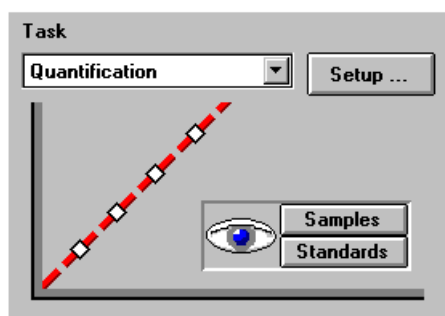 Task
Quantification
Setup ...
Samples
Standards